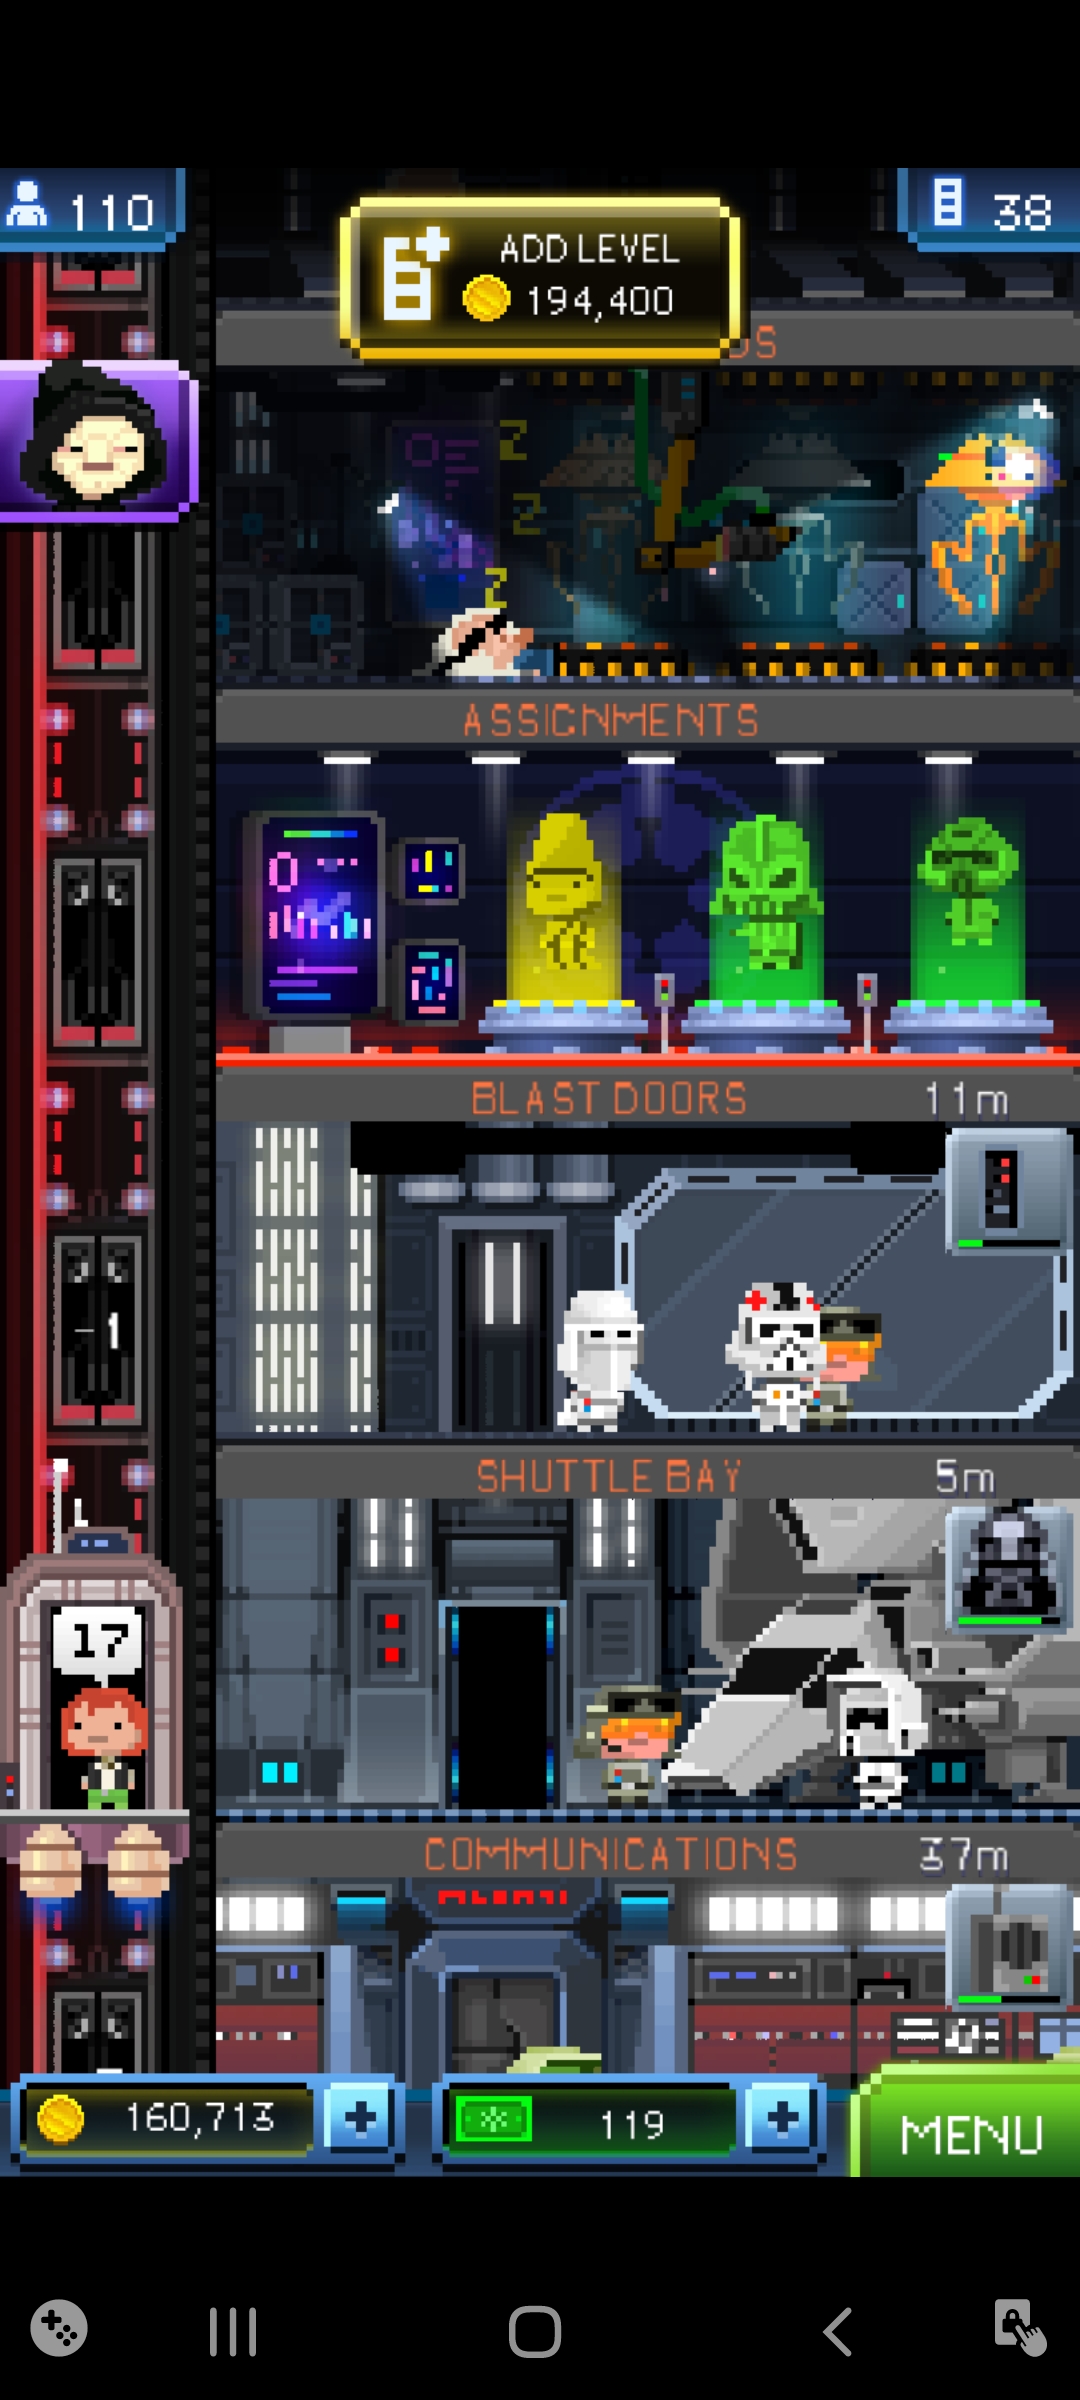 110
38
ADD LEVEL
194,400
Z
Z
Z
ASSIGNMENTS
BLAST DOORS 11m
-1
SHUTTLE BAY 5m
17
COMMUNICATIONS 37m
160,713
119
MENU